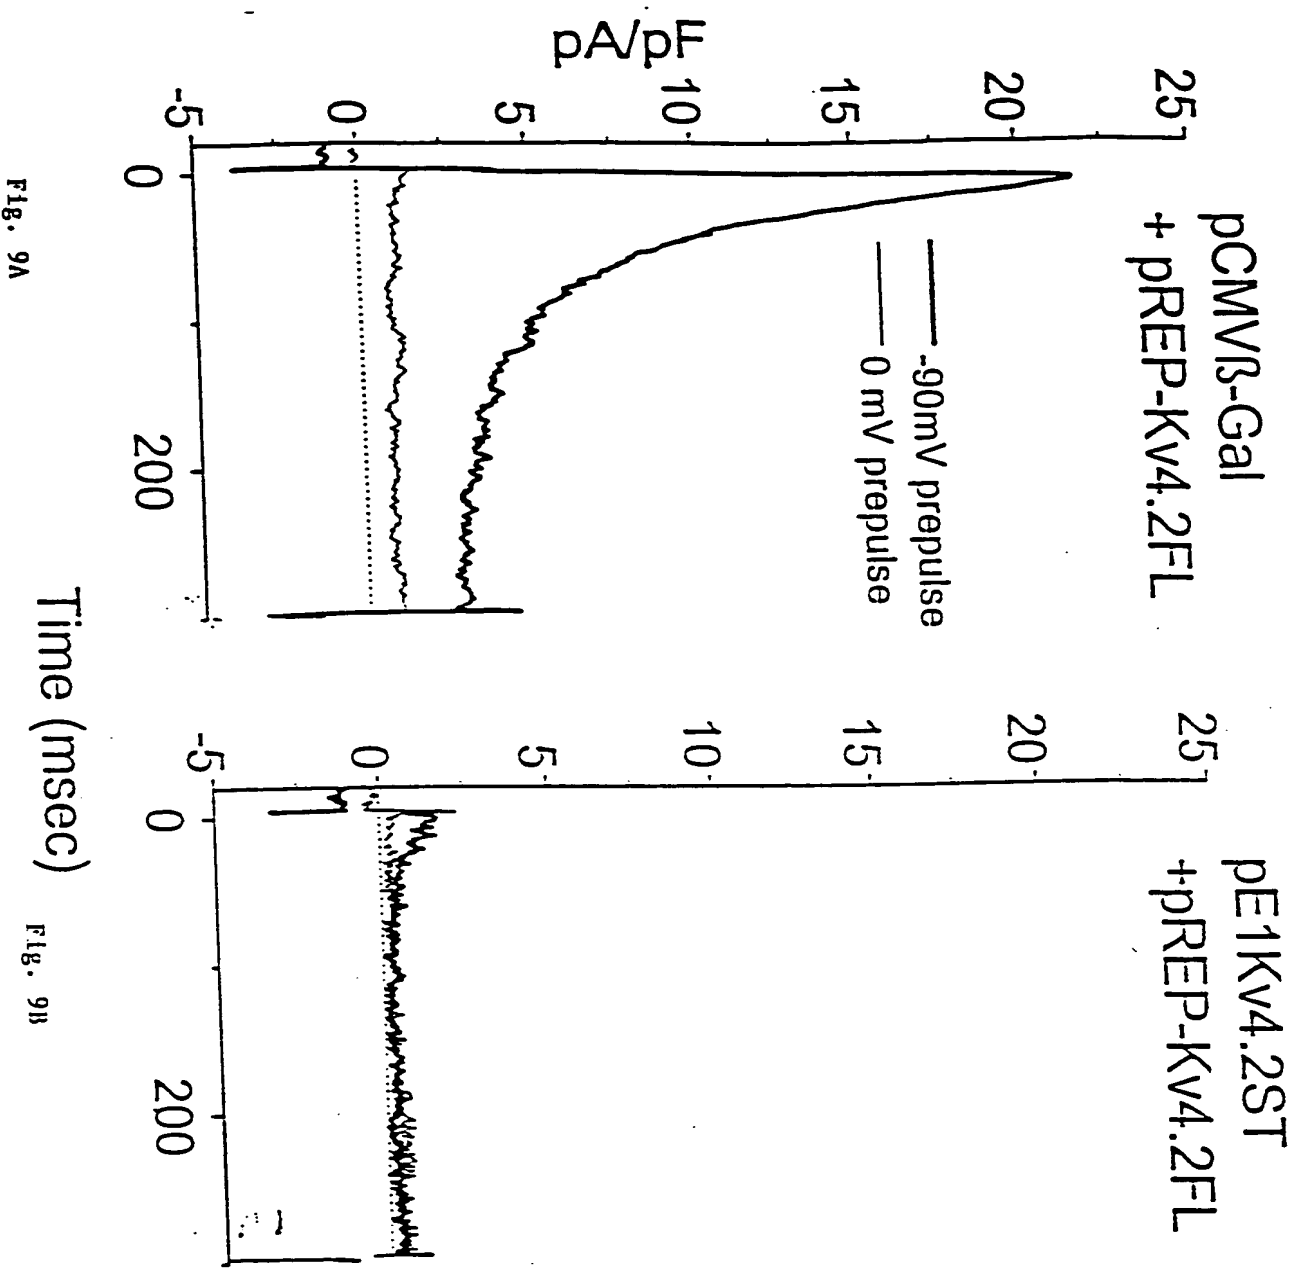 pCMVß-Gal
+ pREP-Kv4.2FL
-90mV prepulse
0 mV prepulse
25
20
15
10
5
0
-5
pA/pF
0
200
Fig. 9A
pE1Kv4.2ST
+pREP-Kv4.2FL
25
20
15
10
5
0
-5
0
200
Fig. 9B
Time (msec)